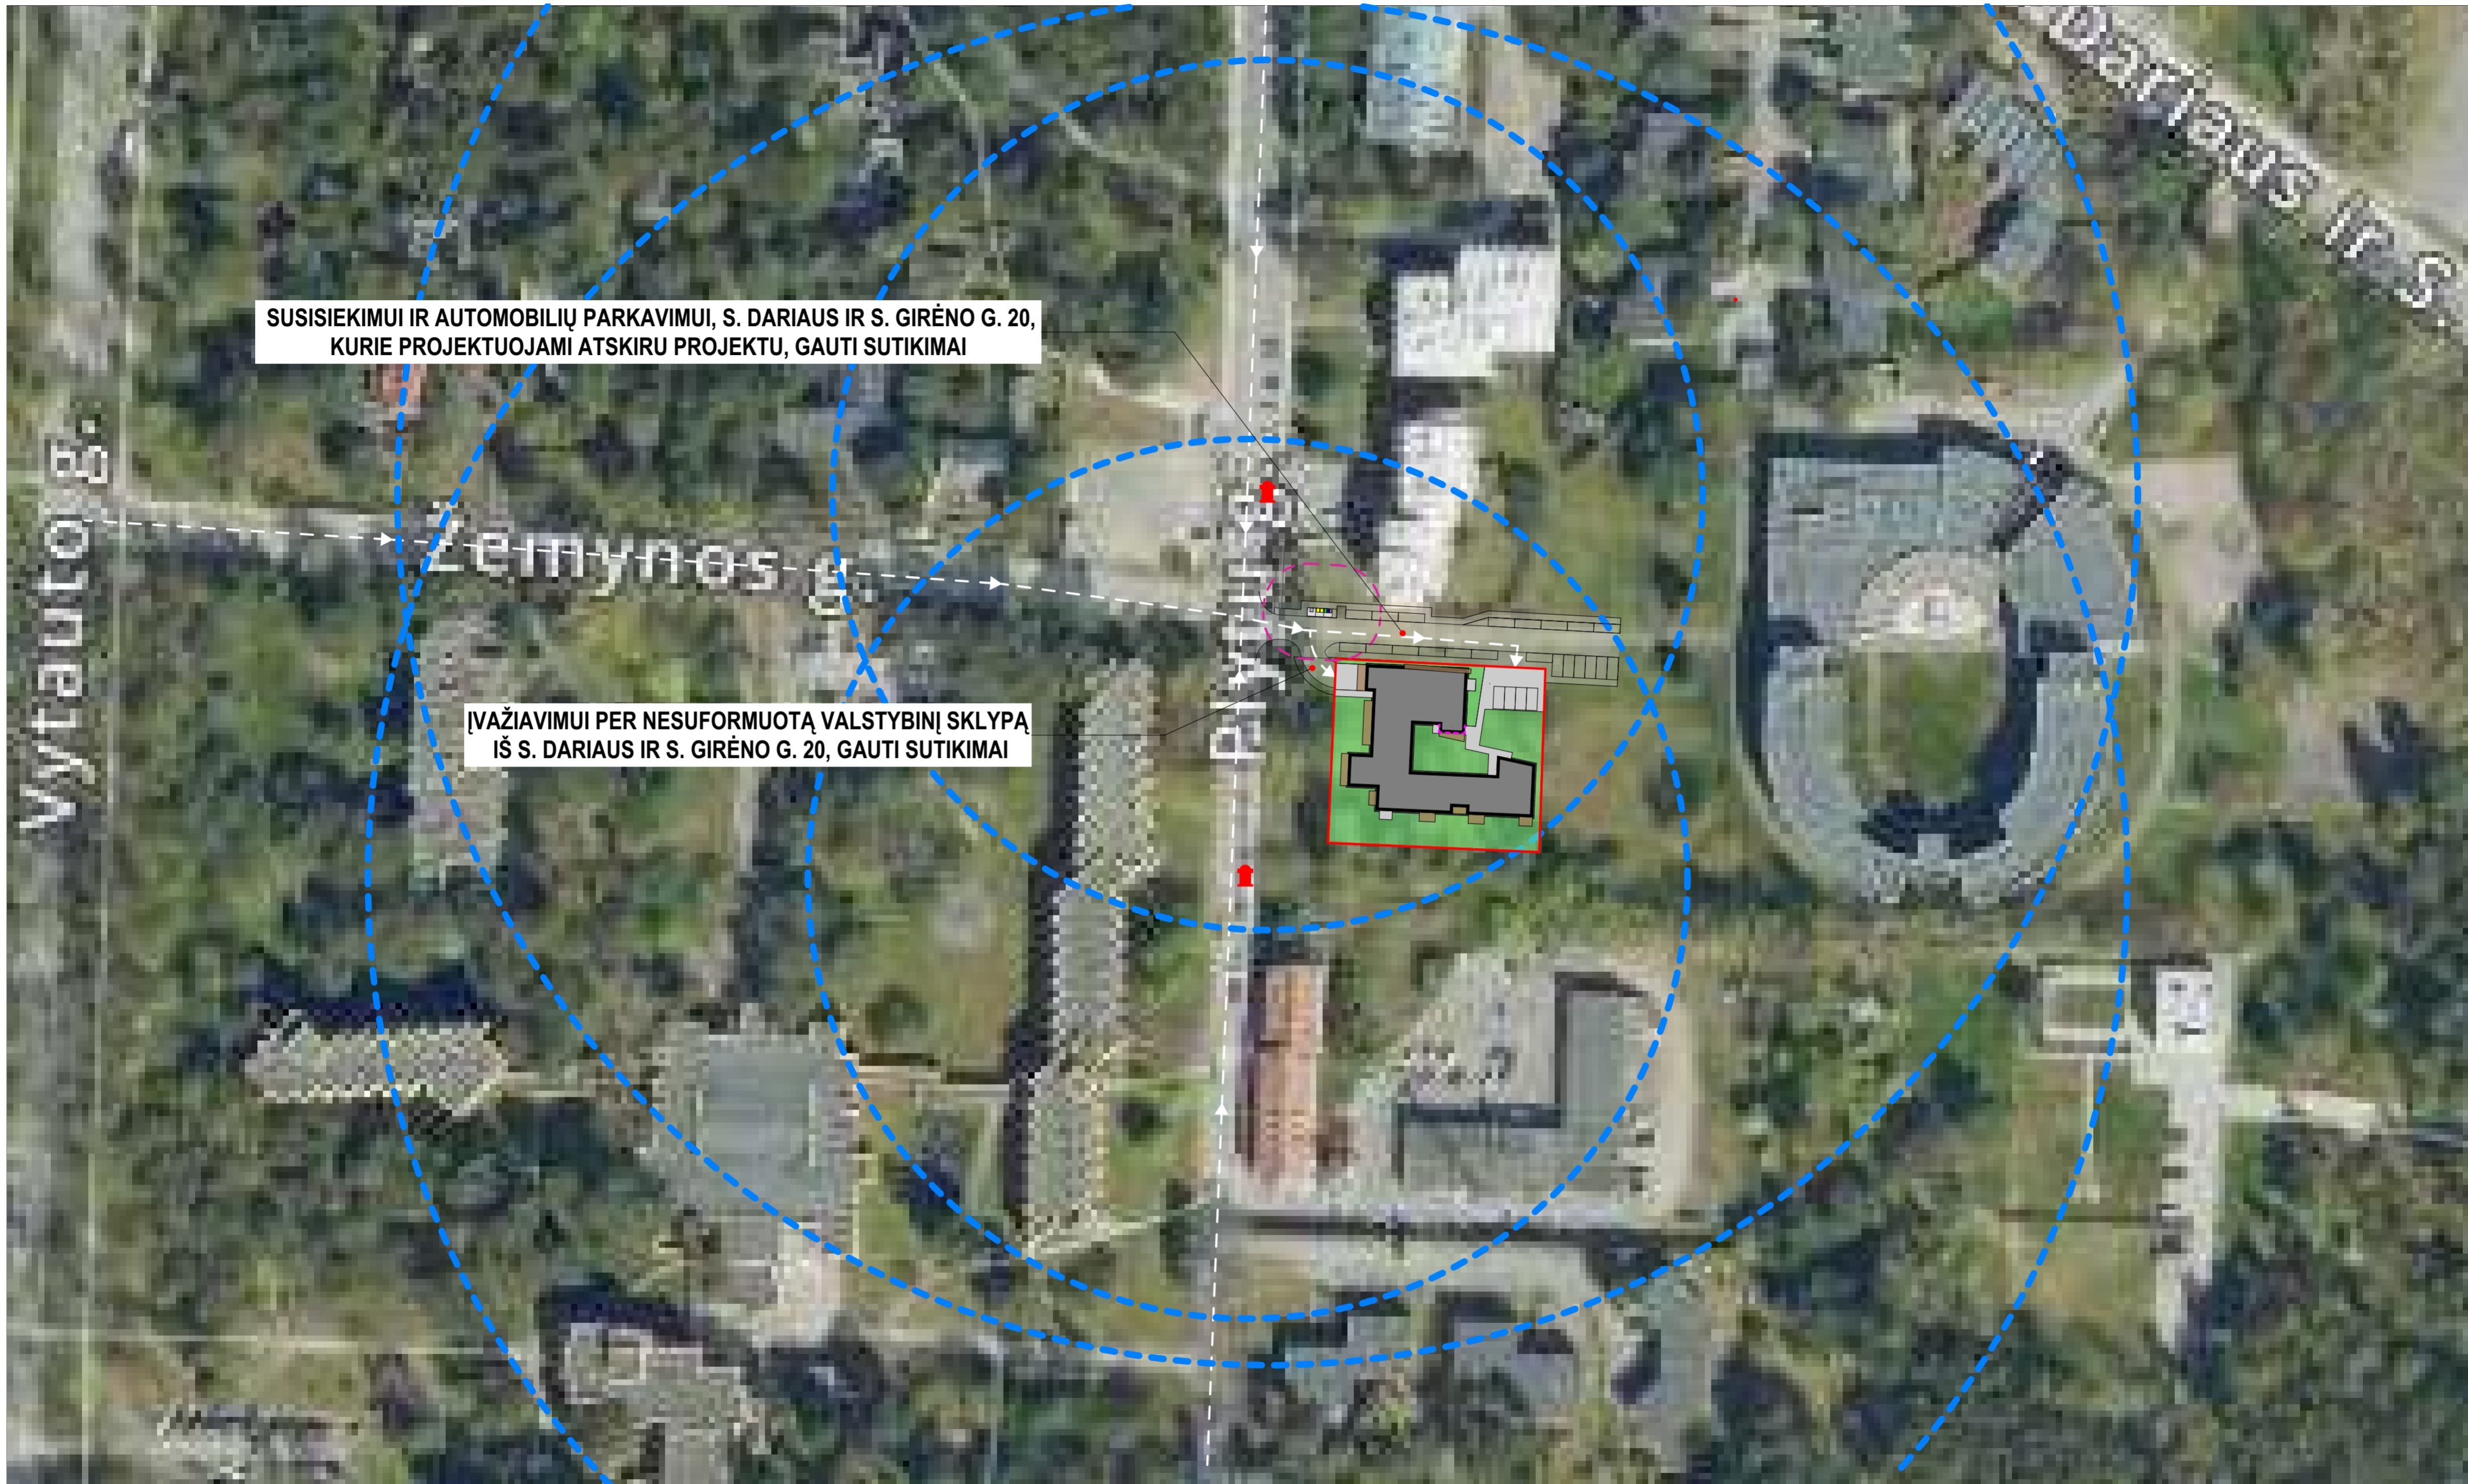 Dariaus ir S.
SUSISIEKIMUI IR AUTOMOBILIŲ PARKAVIMUI, S. DARIAUS IR S. GIRĖNO G. 20,
KURIE PROJEKTUOJAMI ATSKIRU PROJEKTU, GAUTI SUTIKIMAI
Vytauto g.
Žemynos g.
ĮVAŽIAVIMUI PER NESUFORMUOTĄ VALSTYBINĮ SKLYPĄ
IŠ S. DARIAUS IR S. GIRĖNO G. 20, GAUTI SUTIKIMAI